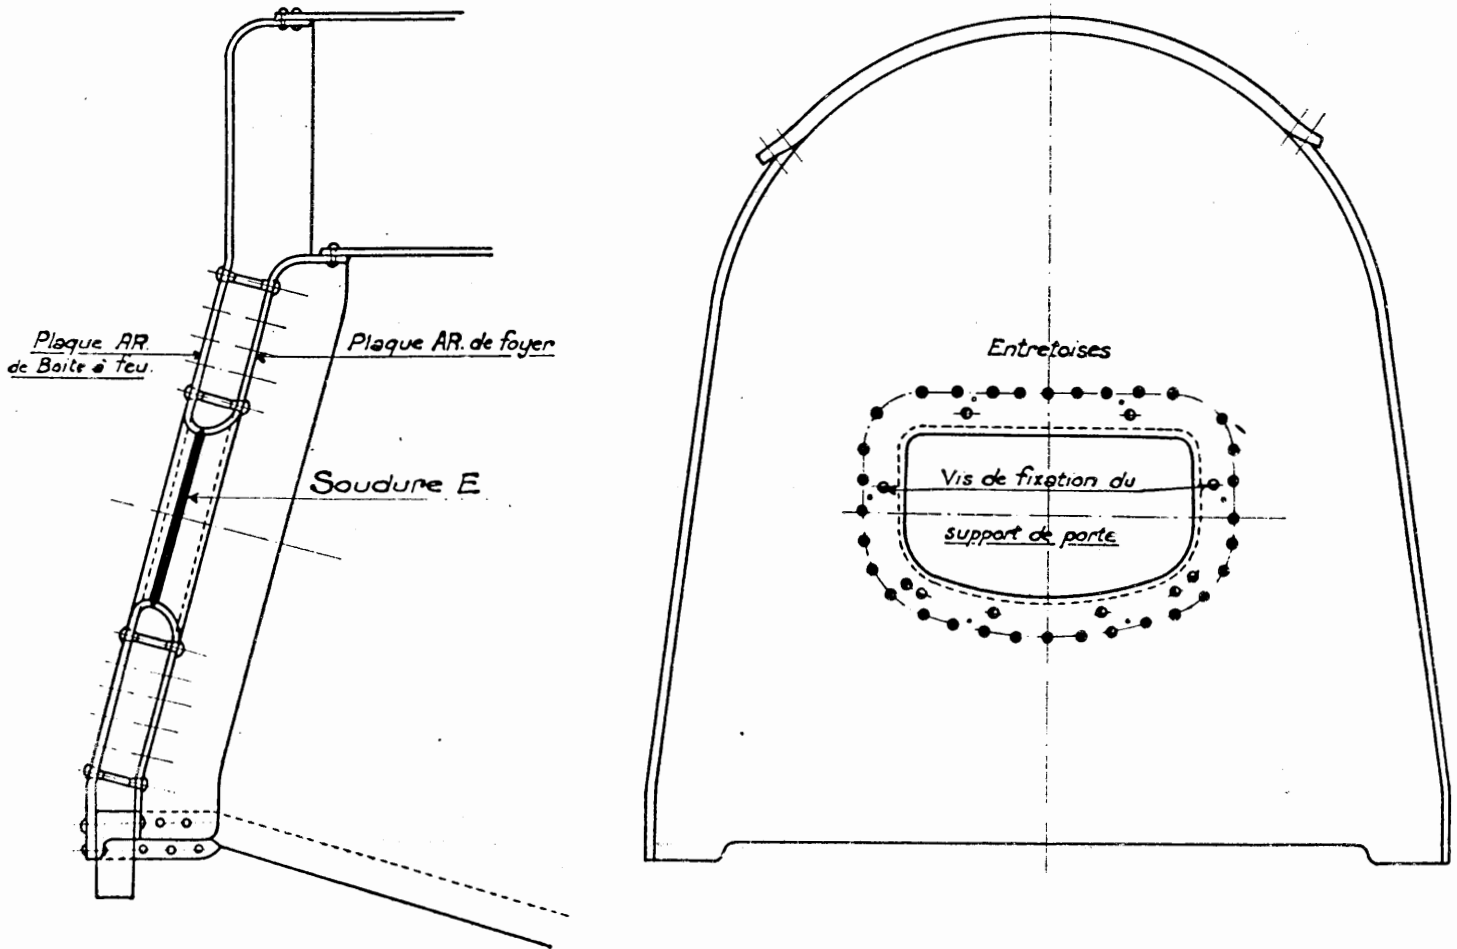 Plaque AR.
de Boite à feu.
Plaque AR. de foyer
Soudure E
Entretoises
Vis de fixation du
support de porte